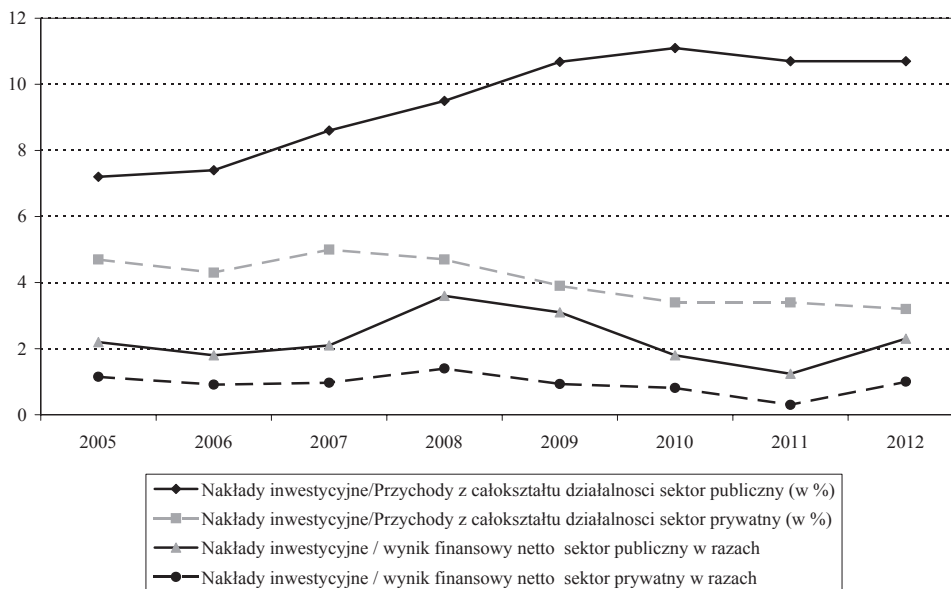 12
10
8
6
4
2
0
2005 2006 2007 2008 2009 2010 2011 2012
Nakłady inwestycyjne/Przychody z całokształtu działalnosci sektor publiczny (w %)
Nakłady inwestycyjne/Przychody z całokształtu działalnosci sektor prywatny (w %)
Nakłady inwestycyjne / wynik finansowy netto sektor publiczny w razach
Nakłady inwestycyjne / wynik finansowy netto sektor prywatny w razach